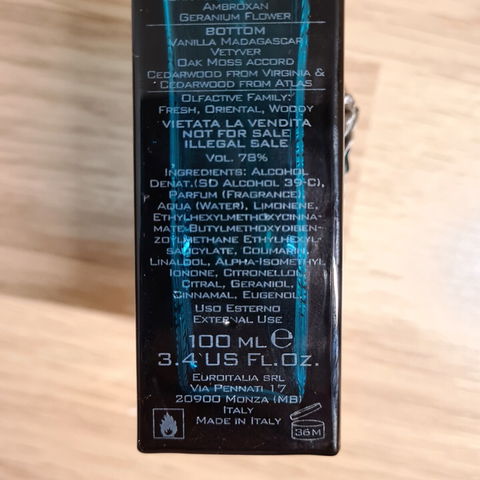 AMBROXAN
GERANIUM FLOWER
BOTTOM
VANILLA MADAGASCAR
VETYVER
OAK MOSS ACCORD
CEDARWOOD FROM VIRGINIA &
CEDARWOOD FROM ATLAS
OLFACTIVE FAMILY:
FRESH, ORIENTAL, WOODY
VIETATA LA VENDITA
NOT FOR SALE
ILLEGAL SALE
VOL. 78%
INGREDIENTS: ALCOHOL
DENAT.(SD ALCOHOL 39-C),
PARFUM (FRAGRANCE),
AQUA (WATER), LIMONENE,
ETHYLHEXYLMETHOXYCINNA-
MATE-BUTYLMETHOXYDIBEN-
ZOYLMETHANE ETHYLHEXYL-
SALICYLATE, COUMARIN,
LINALOOL, ALPHA-ISOMETHYL
IONONE, CITRONELLOL,
CITRAL, GERANIOL,
CINNAMAL, EUGENOL.
USO ESTERNO
EXTERNAL USE
100 ML e
3.4 US FL.OZ.
EUROITALIA SRL
VIA PENNATI 17
20900 MONZA (MB)
ITALY
MADE IN ITALY
36M